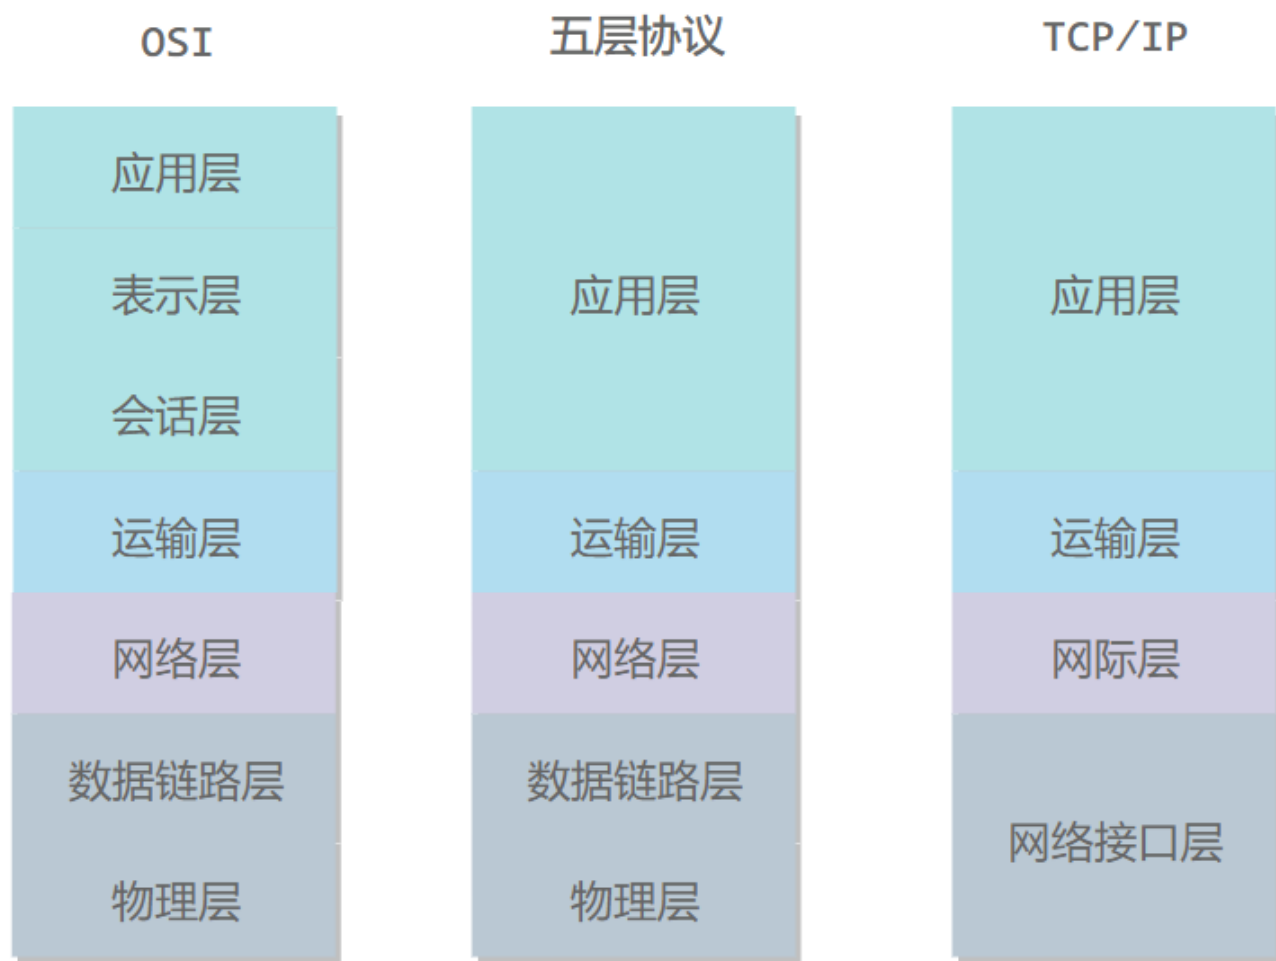 OSI
五层协议
TCP/IP
应用层
表示层
会话层
运输层
网络层
数据链路层
物理层
应用层
运输层
网络层
数据链路层
物理层
应用层
运输层
网际层
网络接口层